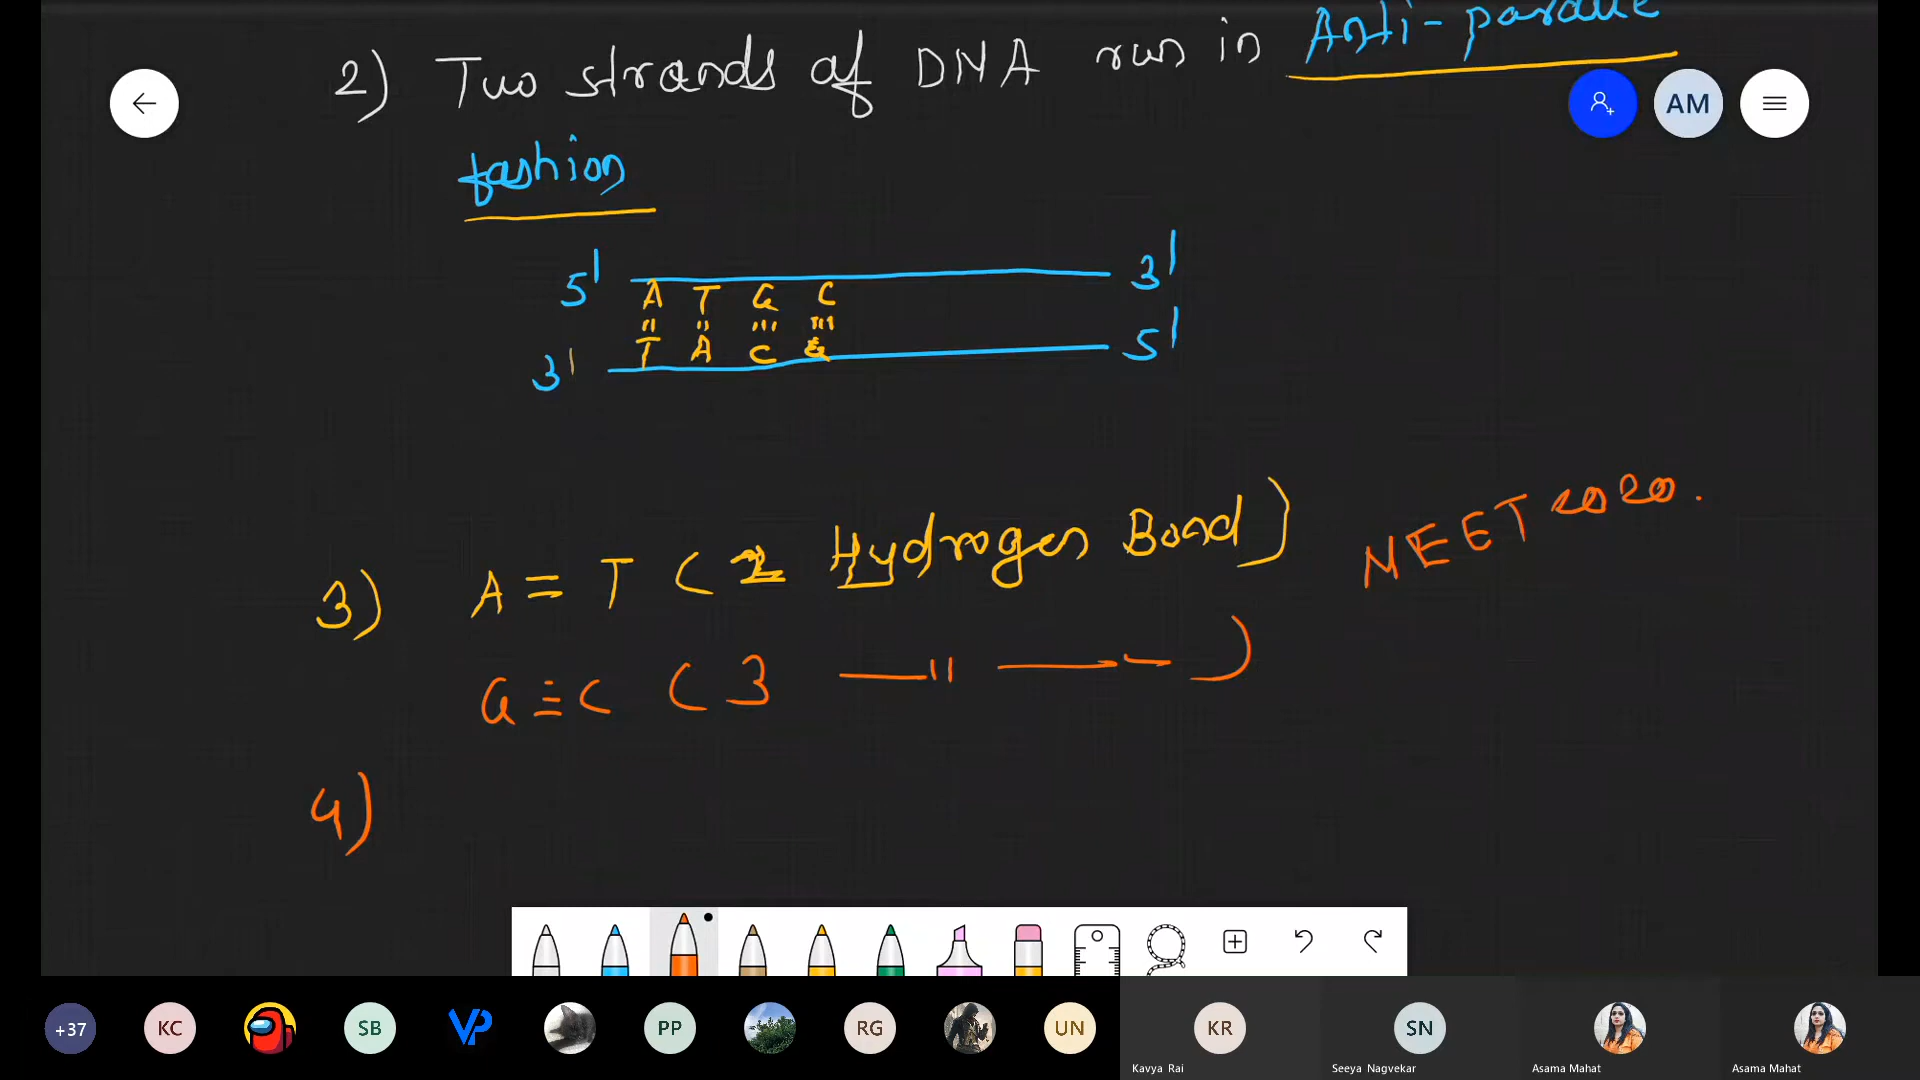 2) Two strands of DNA run in Anti-parallel
AM
fashion
5' 3'
A T G C
T A C G
3' 5'
3) A = T ( 2 Hydrogen Bond) NEET 2020.
G ≡ C ( 3 —— " —— - )
4)
+37 KC SB VP PP RG UN KR SN
Kavya Rai Seeya Nagvekar Asama Mahat Asama Mahat